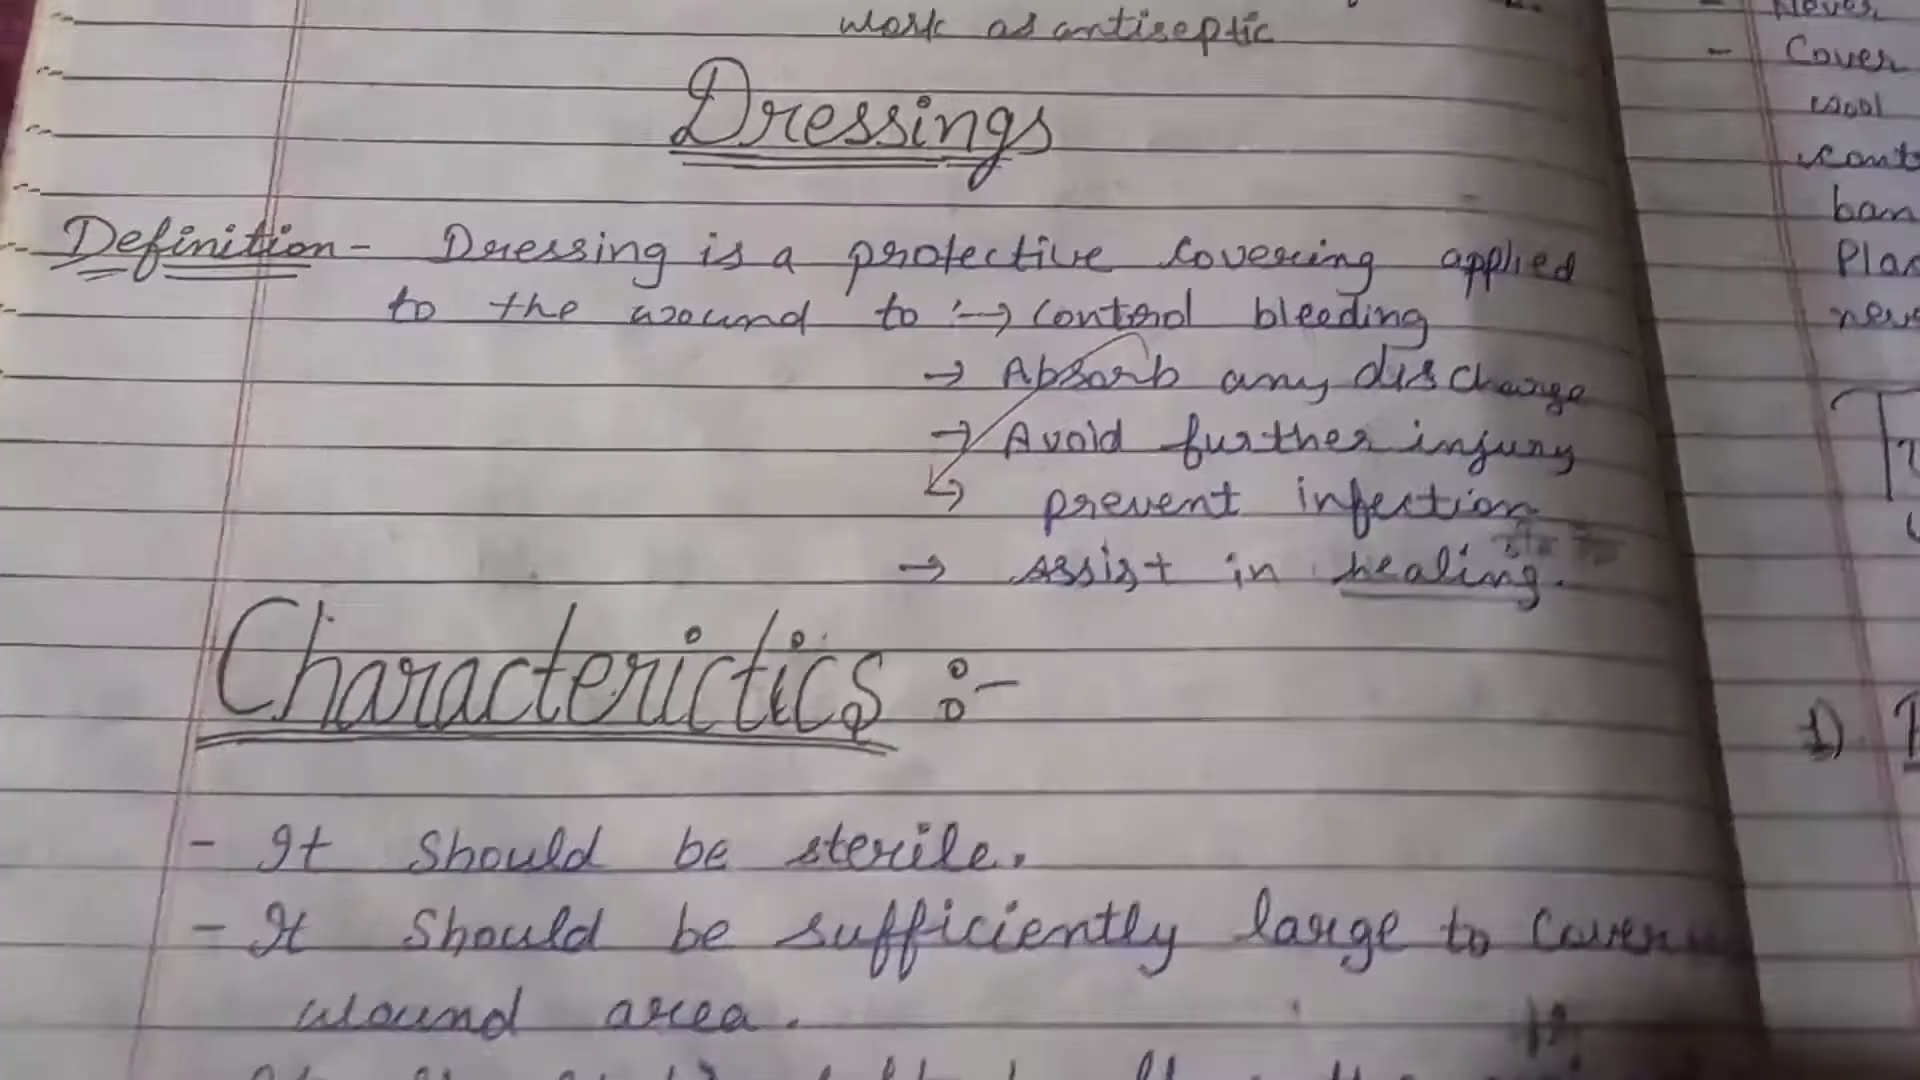 work as antiseptic
Dressings
Definition - Dressing is a protective covering applied
to the wound to :-> control bleeding
-> Absorb any discharge
-> Avoid further injury
-> prevent infection
-> Assist in healing.
Characterictics :-
- It should be sterile.
- It should be sufficiently large to cover
wound area.
Never
- Cover
wool
ban
1)